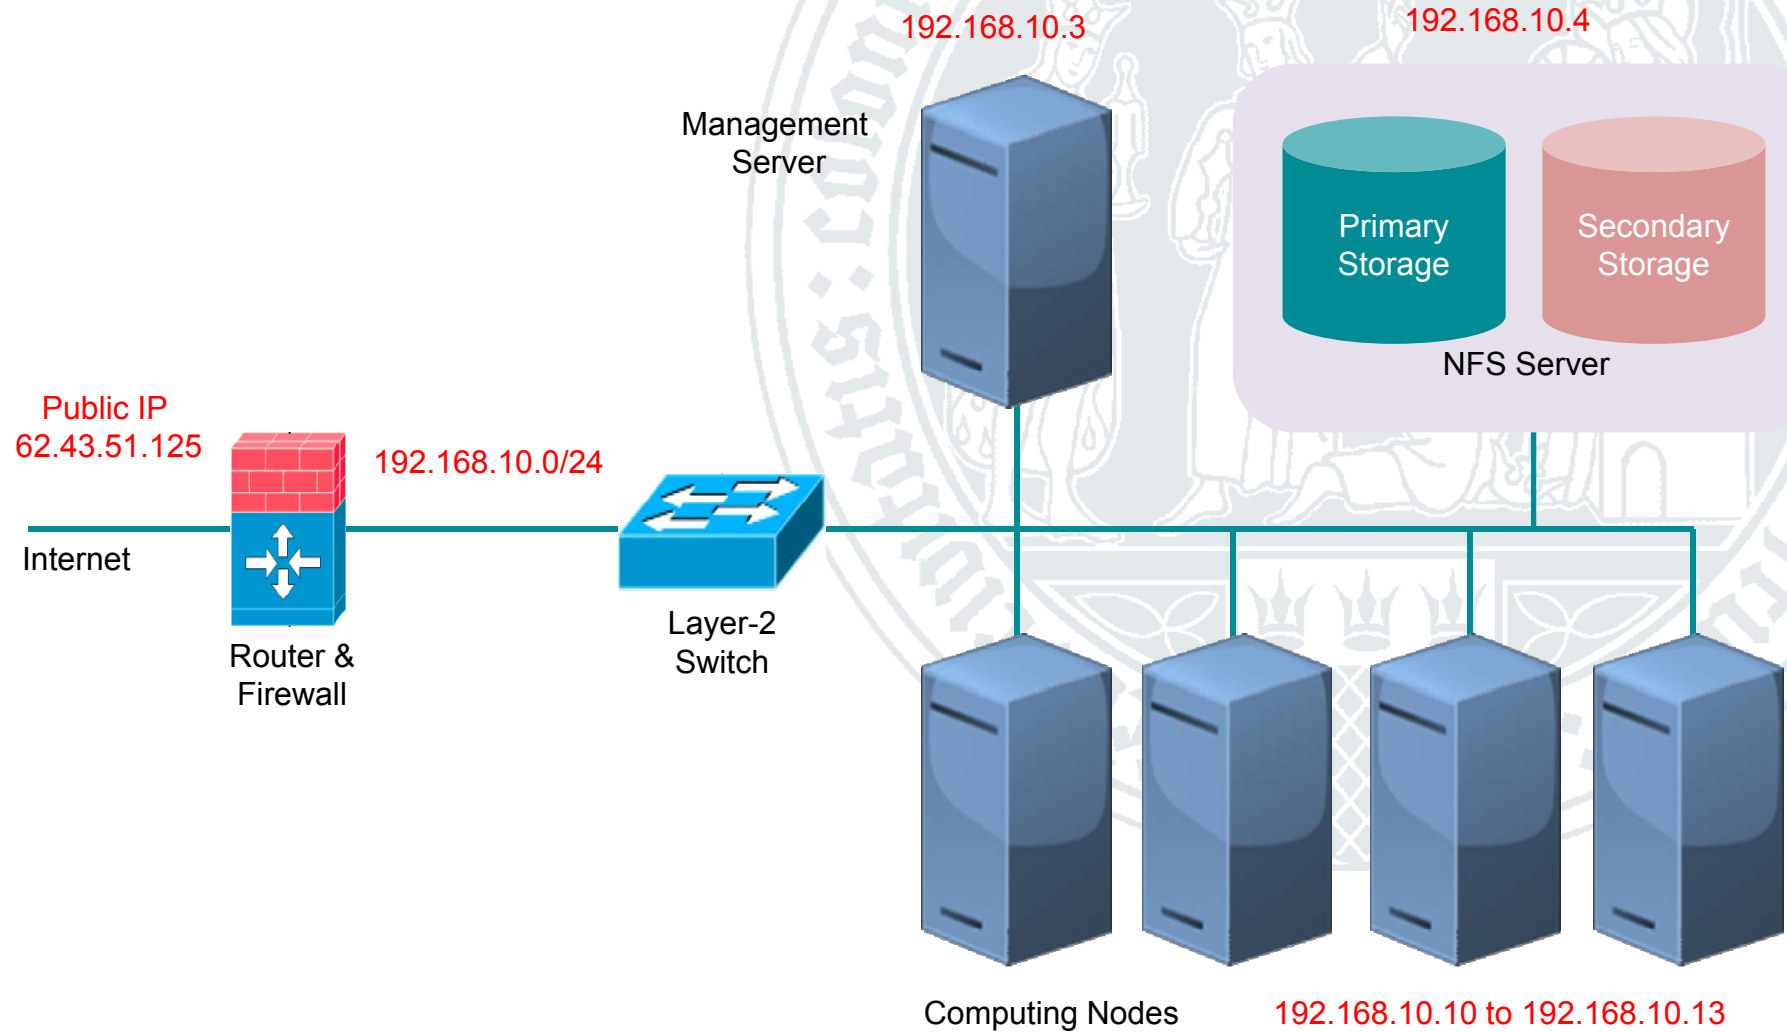 192.168.10.3
192.168.10.4
Management
Server
Primary
Storage
Secondary
Storage
NFS Server
Public IP
62.43.51.125
192.168.10.0/24
Internet
Router &
Firewall
Layer-2
Switch
Computing Nodes
192.168.10.10 to 192.168.10.13